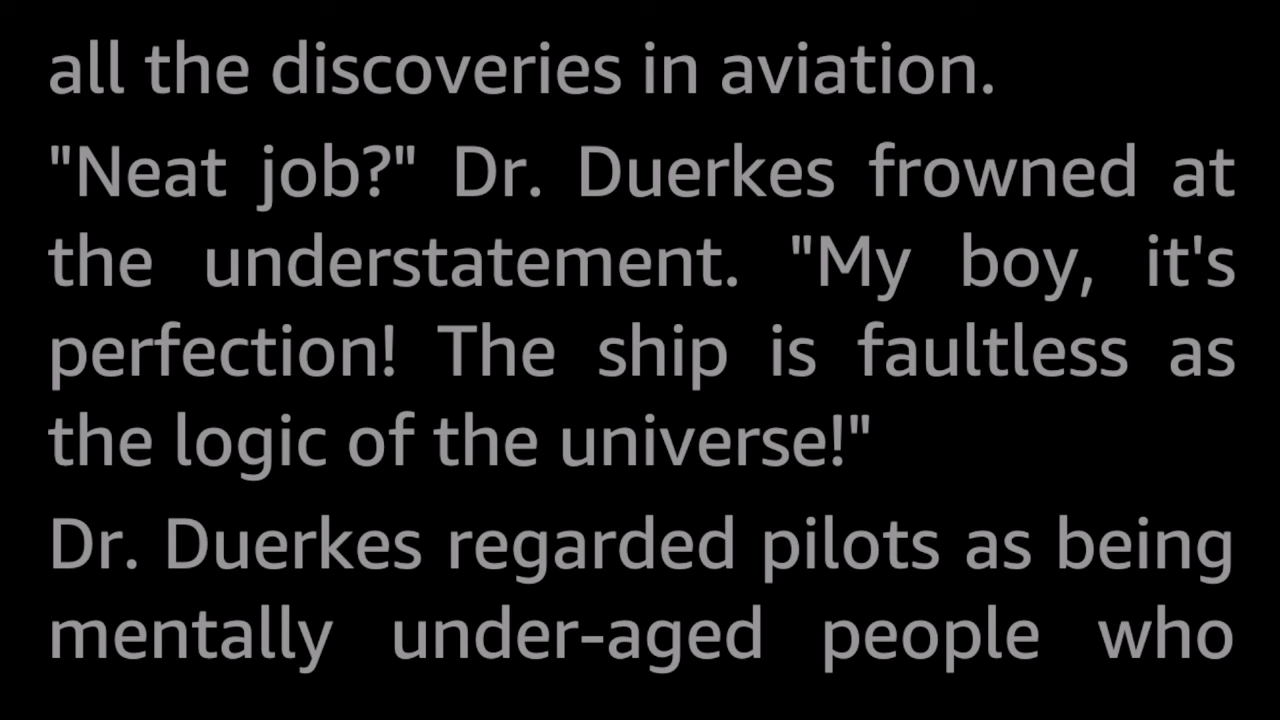 all the discoveries in aviation.
"Neat job?" Dr. Duerkes frowned at
the understatement. "My boy, it's
perfection! The ship is faultless as
the logic of the universe!"
Dr. Duerkes regarded pilots as being
mentally under-aged people who